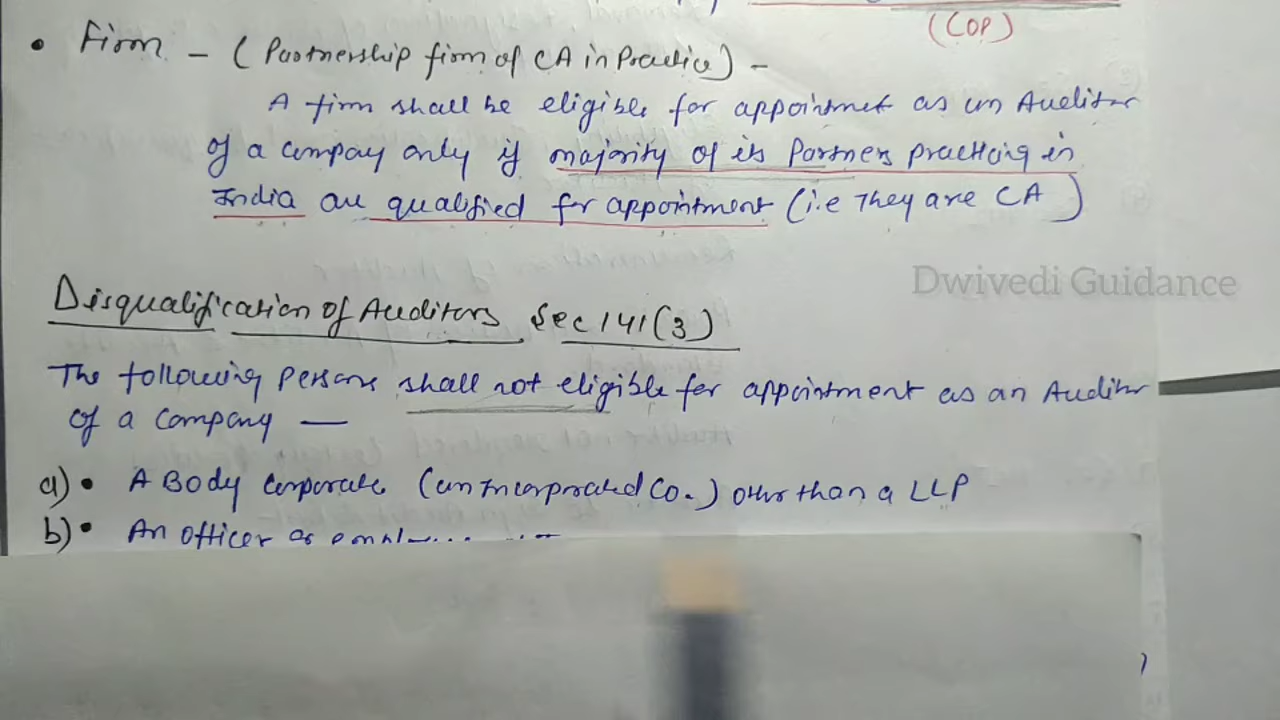 (COP)
• Firm - (Partnership firm of CA in Practice) -
A firm shall be eligible for appointmet as an Auditor
of a compay only if majority of its Partners practicing in
India are qualified for appointment (i.e They are CA)
Dwivedi Guidance
Disqualification of Auditors Sec 141(3)
The following Persons shall not eligible for appointment as an Auditor
of a company —
a) • A Body Corporate (an Incorporated Co.) other than a LLP
b) • An officer or